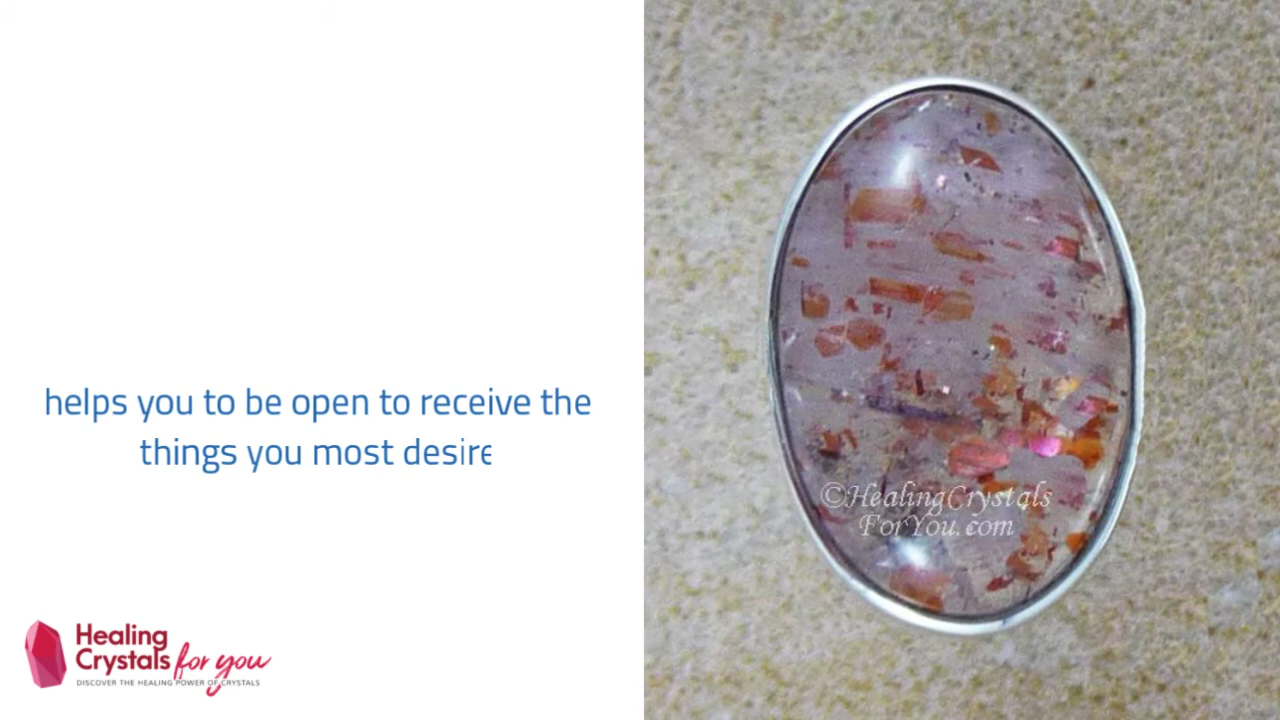 helps you to be open to receive the
things you most desire
©HealingCrystals
ForYou.com
Healing
Crystals for you
DISCOVER THE HEALING POWER OF CRYSTALS